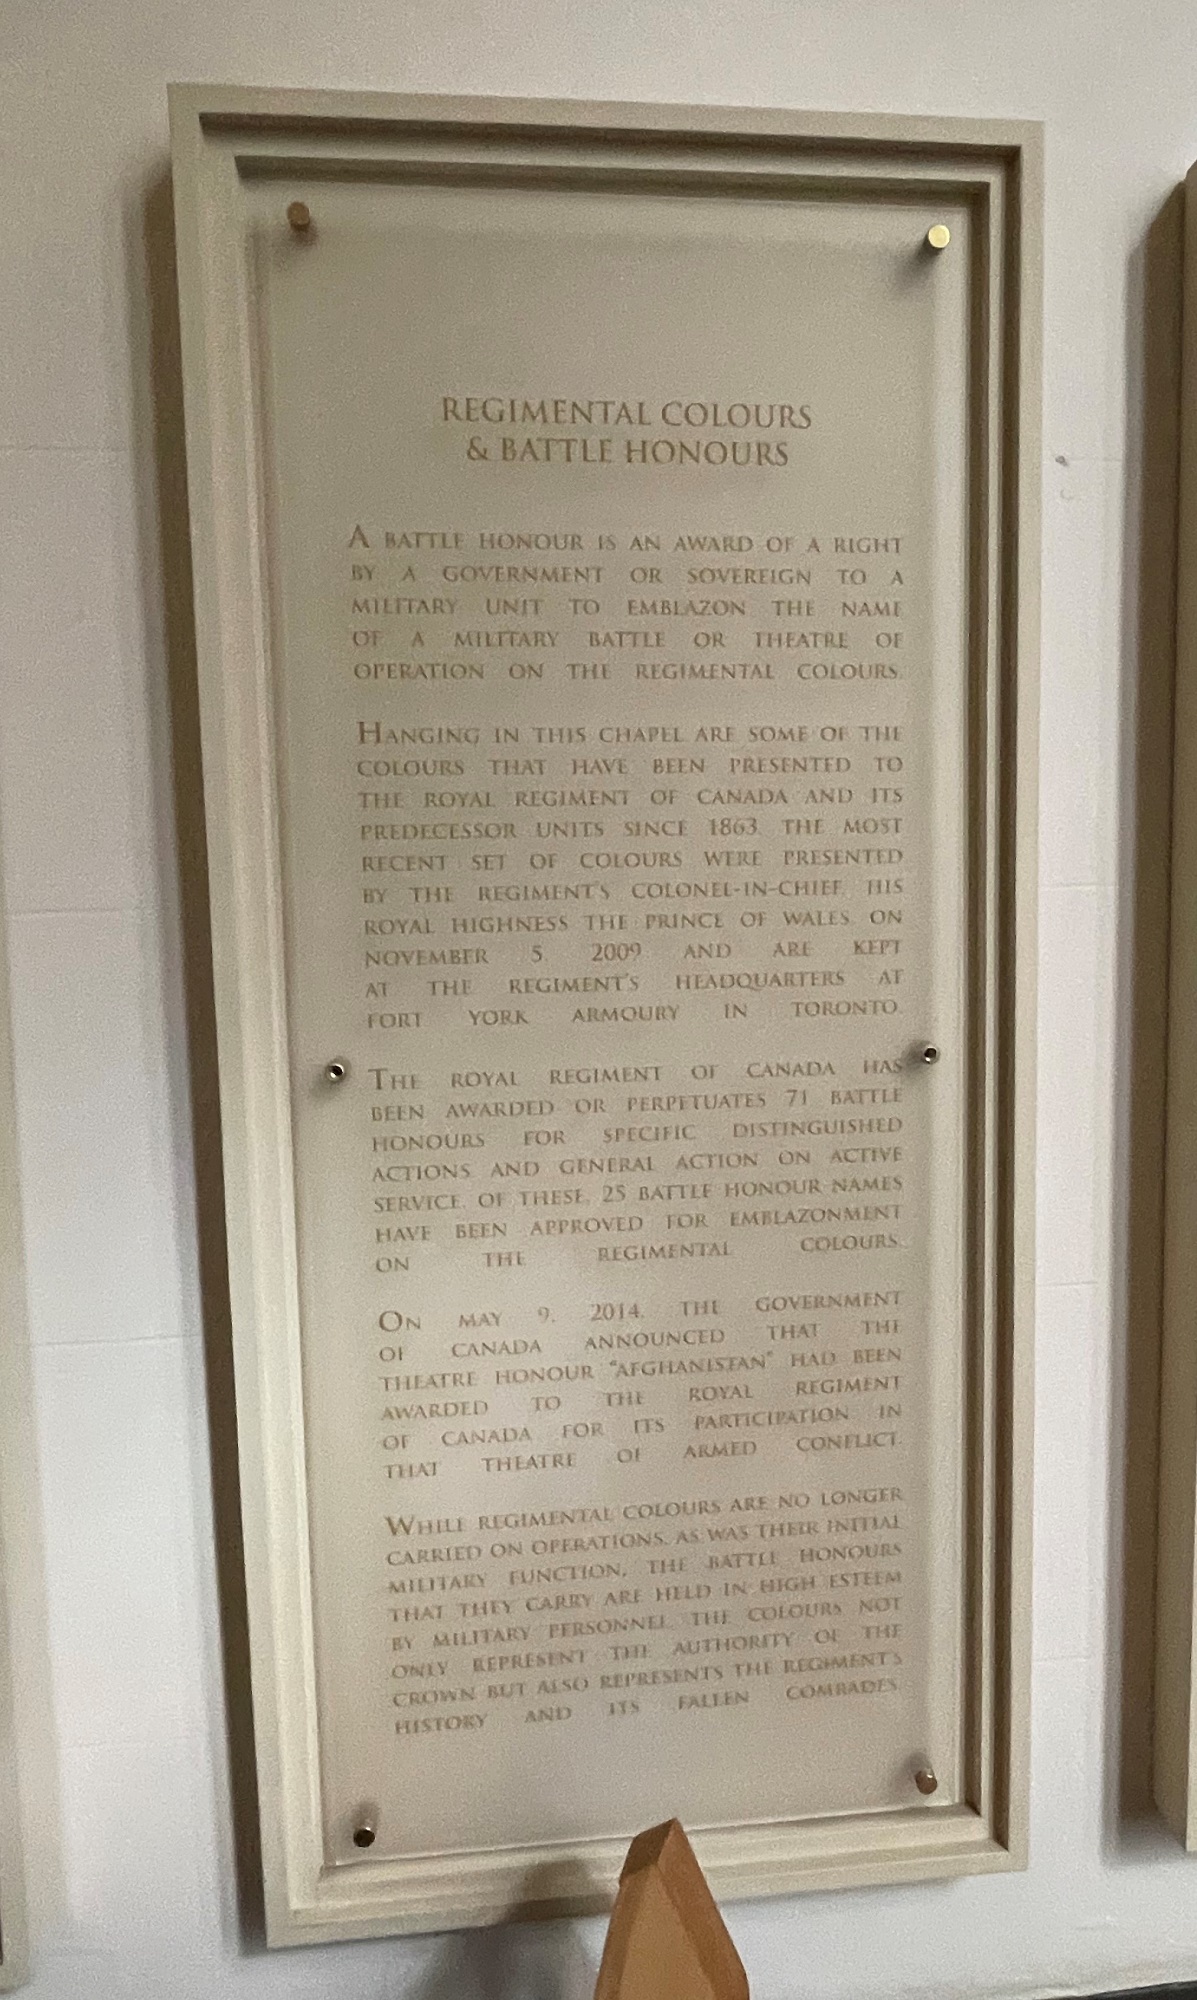 REGIMENTAL COLOURS
& BATTLE HONOURS
A BATTLE HONOUR IS AN AWARD OF A RIGHT
BY A GOVERNMENT OR SOVEREIGN TO A
MILITARY UNIT TO EMBLAZON THE NAME
OF A MILITARY BATTLE OR THEATRE OF
OPERATION ON THE REGIMENTAL COLOURS.
HANGING IN THIS CHAPEL ARE SOME OF THE
COLOURS THAT HAVE BEEN PRESENTED TO
THE ROYAL REGIMENT OF CANADA AND ITS
PREDECESSOR UNITS SINCE 1863. THE MOST
RECENT SET OF COLOURS WERE PRESENTED
BY THE REGIMENT'S COLONEL-IN-CHIEF, HIS
ROYAL HIGHNESS THE PRINCE OF WALES, ON
NOVEMBER 5, 2009 AND ARE KEPT
AT THE REGIMENT'S HEADQUARTERS AT
FORT YORK ARMOURY IN TORONTO.
THE ROYAL REGIMENT OF CANADA HAS
BEEN AWARDED OR PERPETUATES 71 BATTLE
HONOURS FOR SPECIFIC DISTINGUISHED
ACTIONS AND GENERAL ACTION ON ACTIVE
SERVICE. OF THESE, 25 BATTLE HONOUR NAMES
HAVE BEEN APPROVED FOR EMBLAZONMENT
ON THE REGIMENTAL COLOURS.
ON MAY 9, 2014, THE GOVERNMENT
OF CANADA ANNOUNCED THAT THE
THEATRE HONOUR "AFGHANISTAN" HAD BEEN
AWARDED TO THE ROYAL REGIMENT
OF CANADA FOR ITS PARTICIPATION IN
THAT THEATRE OF ARMED CONFLICT.
WHILE REGIMENTAL COLOURS ARE NO LONGER
CARRIED ON OPERATIONS, AS WAS THEIR INITIAL
MILITARY FUNCTION, THE BATTLE HONOURS
THAT THEY CARRY ARE HELD IN HIGH ESTEEM
BY MILITARY PERSONNEL. THE COLOURS NOT
ONLY REPRESENT THE AUTHORITY OF THE
CROWN BUT ALSO REPRESENTS THE REGIMENT'S
HISTORY AND ITS FALLEN COMRADES.